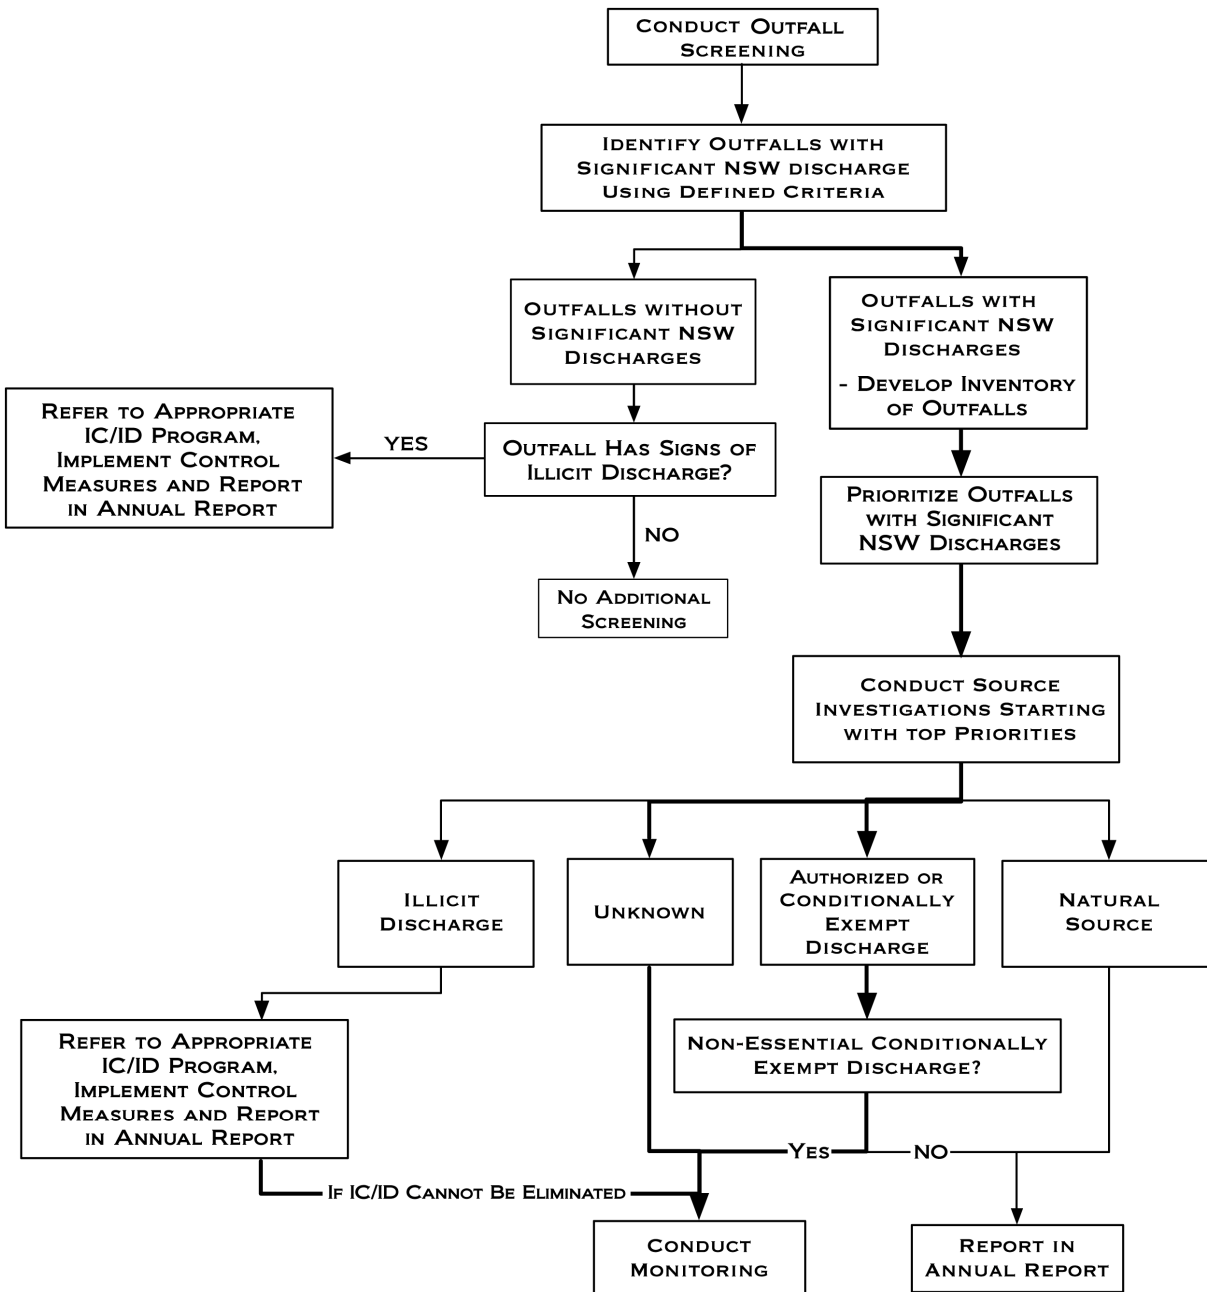 Conduct Outfall
Screening
Identify Outfalls with
Significant NSW discharge
Using Defined Criteria
Outfalls without
Significant NSW
Discharges
Outfalls with
Significant NSW
Discharges
- Develop Inventory
of Outfalls
Refer to Appropriate
IC/ID Program,
Implement Control
Measures and Report
in Annual Report
YES
Outfall Has Signs of
Illicit Discharge?
Prioritize Outfalls
with Significant
NSW Discharges
NO
No Additional
Screening
Conduct Source
Investigations Starting
with top Priorities
Illicit
Discharge
Unknown
Authorized or
Conditionally
Exempt
Discharge
Natural
Source
Refer to Appropriate
IC/ID Program,
Implement Control
Measures and Report
in Annual Report
Non-Essential ConditionalLy
Exempt Discharge?
Yes
NO
If IC/ID Cannot Be Eliminated
Conduct
Monitoring
Report in
Annual Report